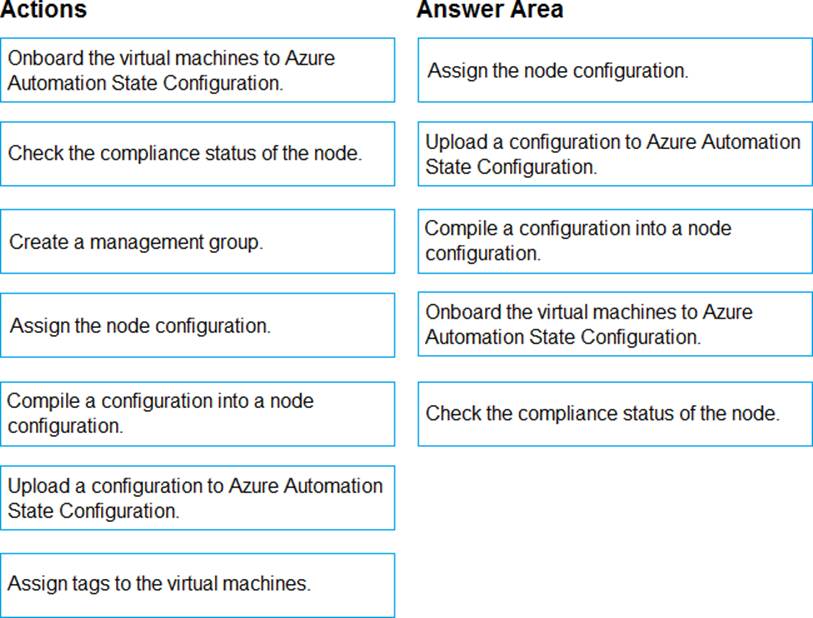 Actions
Onboard the virtual machines to Azure
Automation State Configuration.
Check the compliance status of the node.
Create a management group.
Assign the node configuration.
Compile a configuration into a node
configuration.
Upload a configuration to Azure Automation
State Configuration.
Assign tags to the virtual machines.
Answer Area
Assign the node configuration.
Upload a configuration to Azure Automation
State Configuration.
Compile a configuration into a node
configuration.
Onboard the virtual machines to Azure
Automation State Configuration.
Check the compliance status of the node.